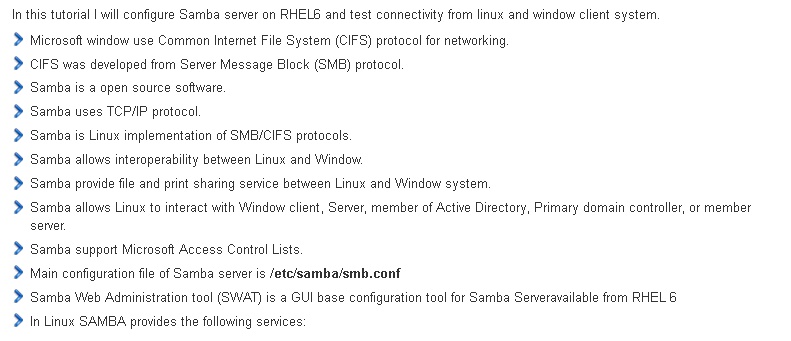 In this tutorial I will configure Samba server on RHEL6 and test connectivity from linux and window client system.
Microsoft window use Common Internet File System (CIFS) protocol for networking.
CIFS was developed from Server Message Block (SMB) protocol.
Samba is a open source software.
Samba uses TCP/IP protocol.
Samba is Linux implementation of SMB/CIFS protocols.
Samba allows interoperability between Linux and Window.
Samba provide file and print sharing service between Linux and Window system.
Samba allows Linux to interact with Window client, Server, member of Active Directory, Primary domain controller, or member
server.
Samba support Microsoft Access Control Lists.
Main configuration file of Samba server is /etc/samba/smb.conf
Samba Web Administration tool (SWAT) is a GUI base configuration tool for Samba Serveravailable from RHEL 6
In Linux SAMBA provides the following services: